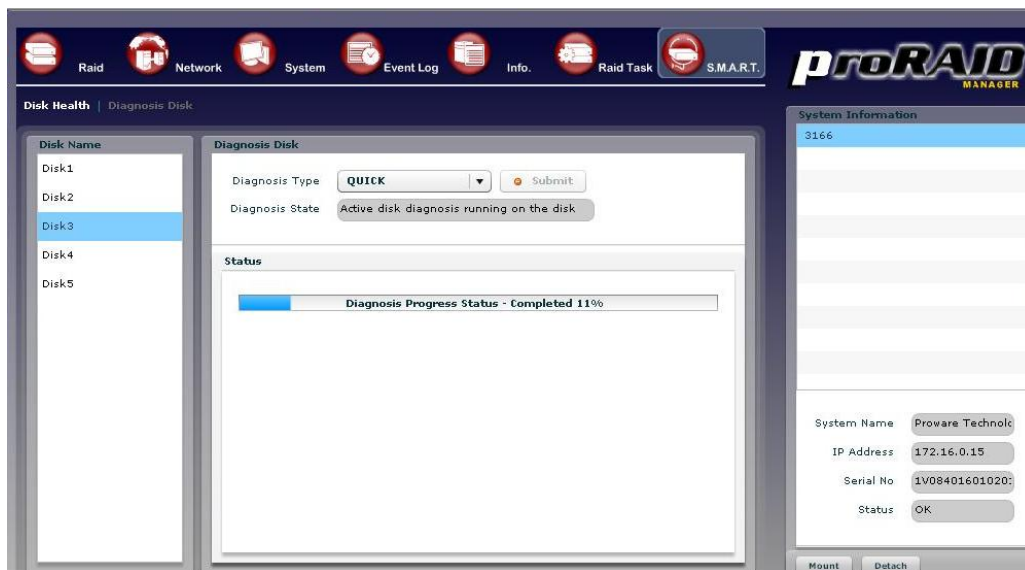 Raid Network System Event Log Info. Raid Task S.M.A.R.T.
proRAID
MANAGER
Disk Health | Diagnosis Disk
Disk Name
Disk1
Disk2
Disk3
Disk4
Disk5
Diagnosis Disk
Diagnosis Type QUICK Submit
Diagnosis State Active disk diagnosis running on the disk
Status
Diagnosis Progress Status - Completed 11%
System Information
3166
System Name Proware Technolo
IP Address 172.16.0.15
Serial No 1V08401601020
Status OK
Mount Detach